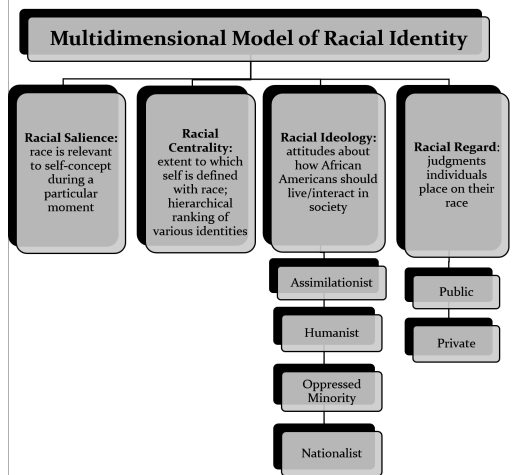 Multidimensional Model of Racial Identity
Racial Salience:
race is relevant
to self-concept
during a
particular
moment
Racial
Centrality:
extent to which
self is defined
with race;
hierarchical
ranking of
various identities
Racial Ideology:
attitudes about
how African
Americans should
live/interact in
society
Racial Regard:
judgments
individuals
place on their
race
Assimilationist
Humanist
Oppressed
Minority
Nationalist
Public
Private